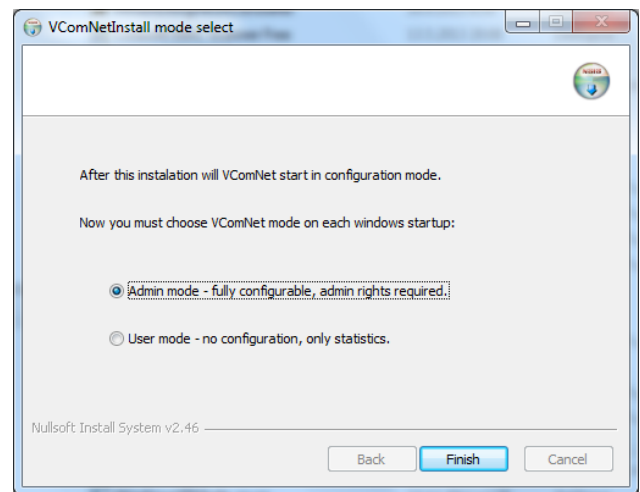 VComNetInstall mode select
After this instalation will VComNet start in configuration mode.
Now you must choose VComNet mode on each windows startup:
Admin mode - fully configurable, admin rights required.
User mode - no configuration, only statistics.
Nullsoft Install System v2.46
Back Finish Cancel